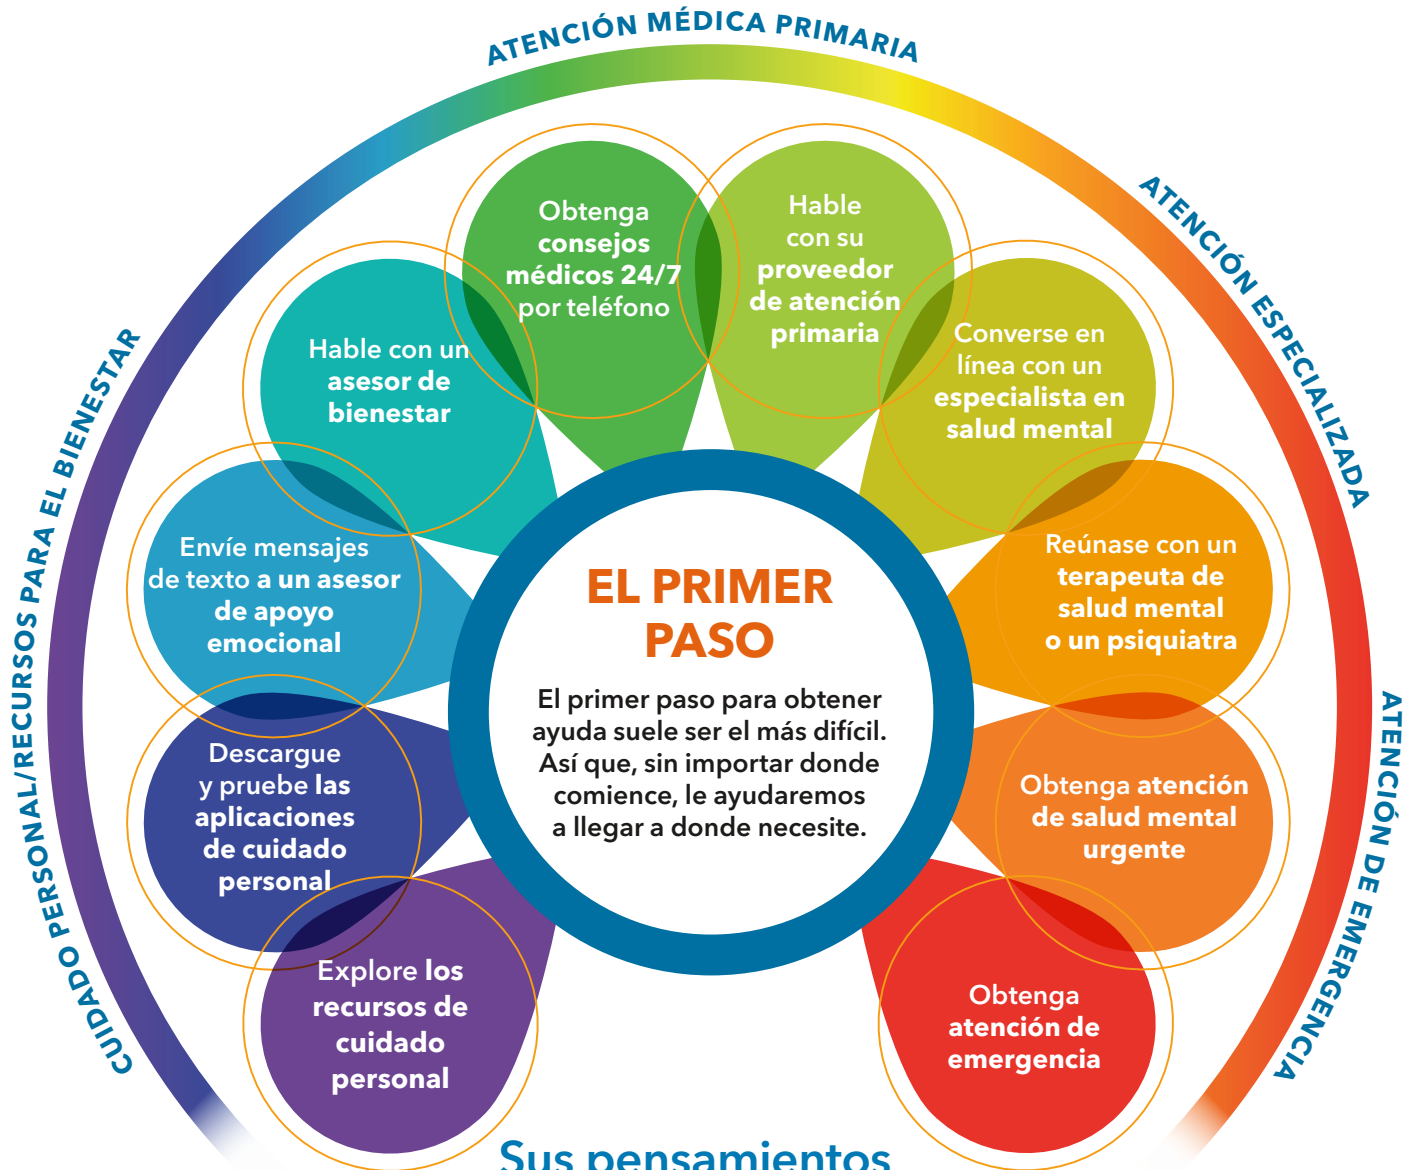 ATENCIÓN MÉDICA PRIMARIA
ATENCIÓN ESPECIALIZADA
ATENCIÓN DE EMERGENCIA
CUIDADO PERSONAL/RECURSOS PARA EL BIENESTAR
Obtenga
consejos
médicos 24/7
por teléfono
Hable
con su
proveedor
de atención
primaria
Hable con un
asesor de
bienestar
Converse en
línea con un
especialista en
salud mental
Envíe mensajes
de texto a un asesor
de apoyo
emocional
Reúnase con un
terapeuta de
salud mental
o un psiquiatra
EL PRIMER
PASO
El primer paso para obtener
ayuda suele ser el más difícil.
Así que, sin importar donde
comience, le ayudaremos
a llegar a donde necesite.
Descargue
y pruebe las
aplicaciones
de cuidado
personal
Obtenga atención
de salud mental
urgente
Explore los
recursos de
cuidado
personal
Obtenga
atención de
emergencia
Sus pensamientos